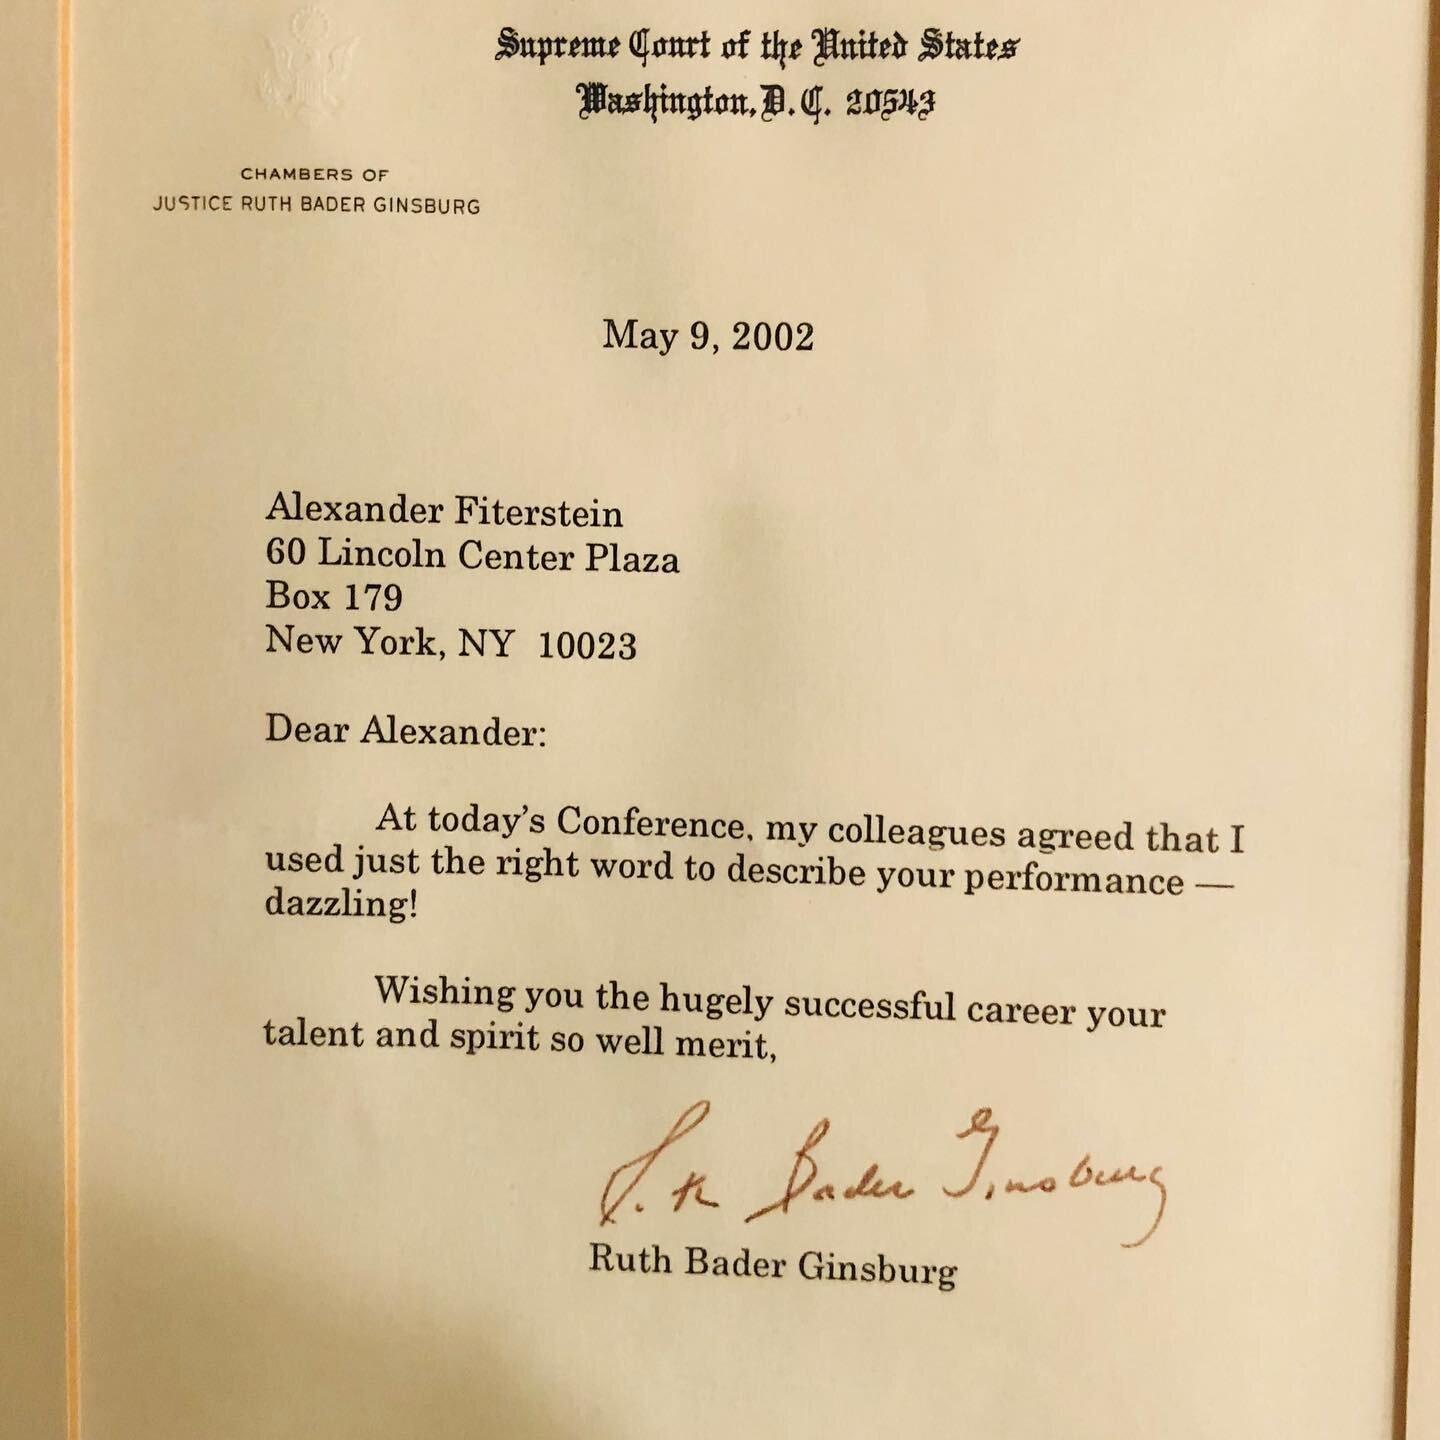 Supreme Court of the United States
Washington, D.C. 20543
CHAMBERS OF
JUSTICE RUTH BADER GINSBURG
May 9, 2002
Alexander Fiterstein
60 Lincoln Center Plaza
Box 179
New York, NY 10023
Dear Alexander:
At today's Conference, my colleagues agreed that I
used just the right word to describe your performance —
dazzling!
Wishing you the hugely successful career your
talent and spirit so well merit,
Ruth Bader Ginsburg
Ruth Bader Ginsburg